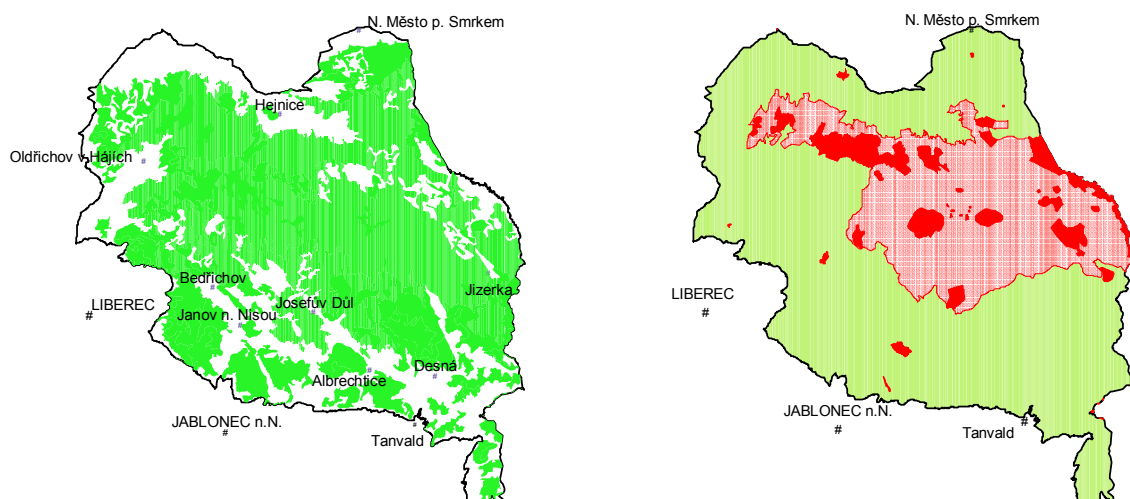 N. Město p. Smrkem
Hejnice
Oldřichov v Hájích
Bedřichov
Jizerka
LIBEREC
#
Josefův Důl
Janov n. Nisou
Desná
Albrechtice
JABLONEC n.N.
#
Tanvald
N. Město p. Smrkem
LIBEREC
#
JABLONEC n.N.
#
Tanvald
#